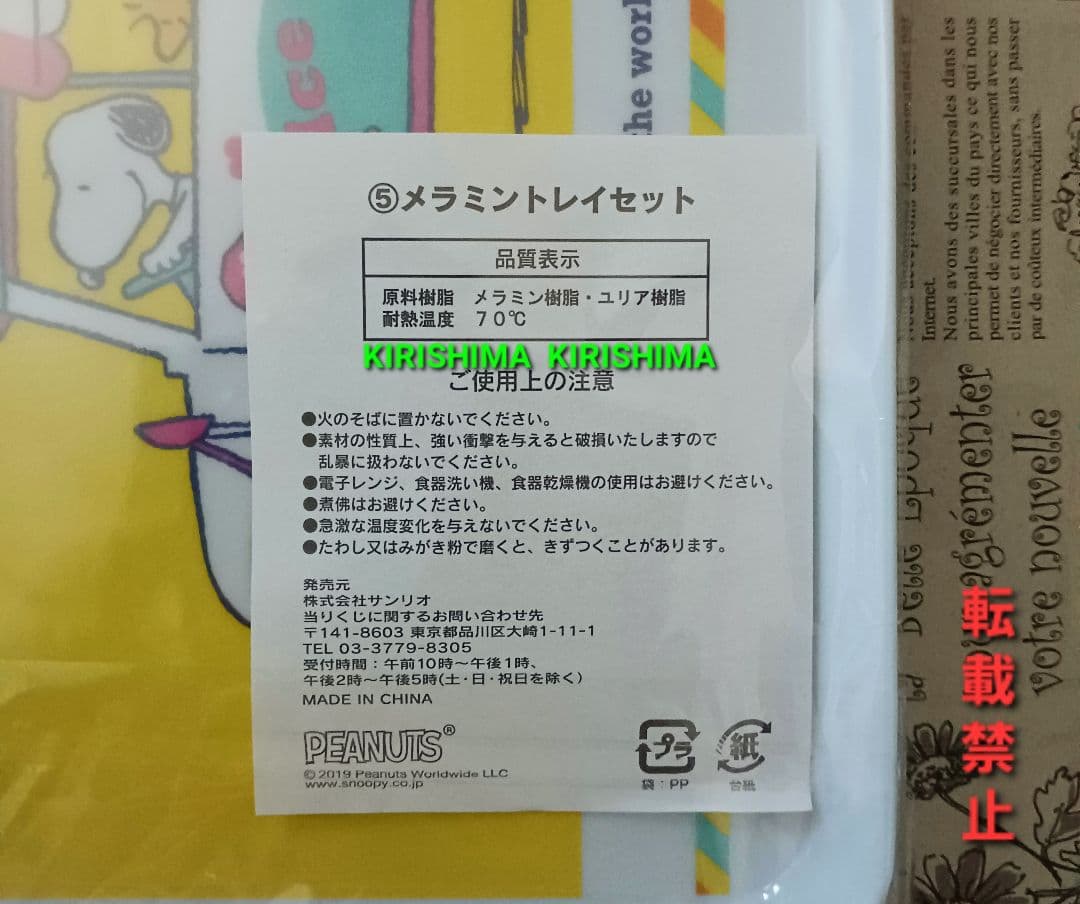 the worl
⑤メラミントレイセット
品質表示
原料樹脂 メラミン樹脂・ユリア樹脂
耐熱温度 70℃
KIRISHIMA KIRISHIMA
ご使用上の注意
●火のそばに置かないでください。
●素材の性質上、強い衝撃を与えると破損いたしますので
乱暴に扱わないでください。
●電子レンジ、食器洗い機、食器乾燥機の使用はお避けください。
●煮沸はお避けください。
●急激な温度変化を与えないでください。
●たわし又はみがき粉で磨くと、きずつくことがあります。
発売元
株式会社サンリオ
当りくじに関するお問い合わせ先
〒141-8603 東京都品川区大崎1-11-1
TEL 03-3779-8305
受付時間：午前10時～午後1時、
午後2時～午後5時(土・日・祝日を除く)
MADE IN CHINA
PEANUTS®
©2019 Peanuts Worldwide LLC
www.snoopy.co.jp
プラ
袋：PP
紙
台紙
Internet.
Nous avons des succursales dans les
principales villes du pays ce qui nous
permet de négocier directement avec nos
clients et nos fournisseurs, sans passer
par de coûteux intermédiaires.
Belle Epoque
agrémenter
votre nouvelle
転載禁止